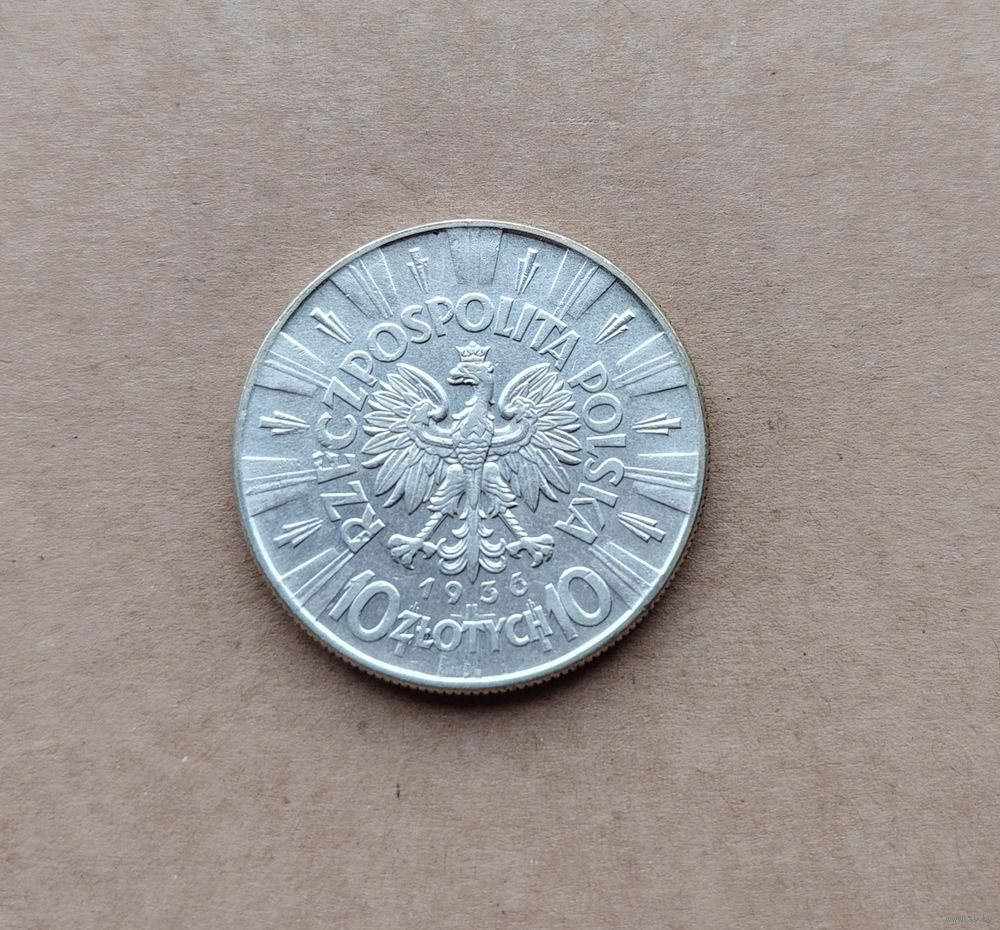 RZECZPOSPOLITA POLSKA
1936
10 ZŁOTYCH 10